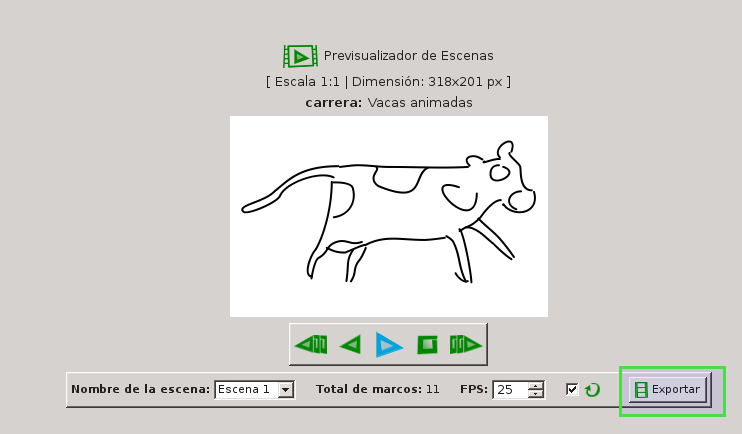 Previsualizador de Escenas
[ Escala 1:1 | Dimensión: 318x201 px ]
carrera: Vacas animadas
Nombre de la escena: Escena 1 Total de marcos: 11 FPS: 25 Exportar